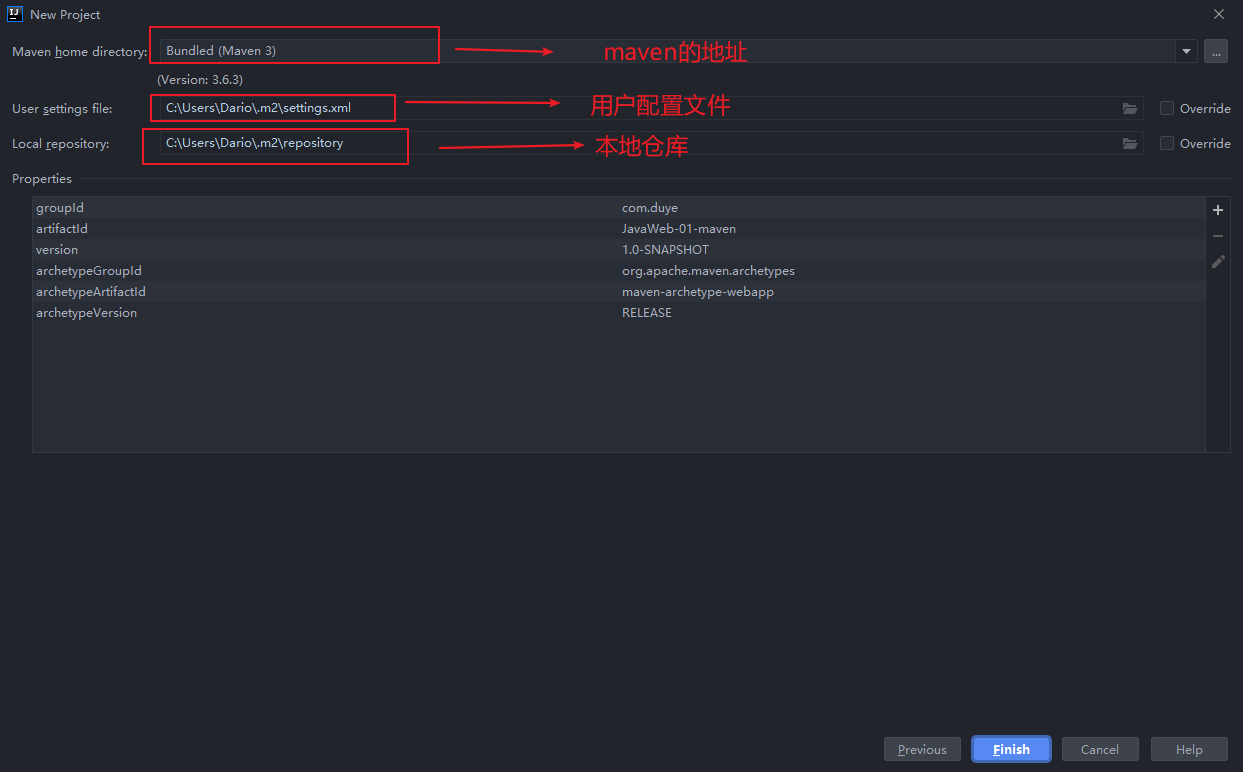 New Project
Maven home directory: Bundled (Maven 3) maven的地址 ...
(Version: 3.6.3)
User settings file: C:\Users\Dario\.m2\settings.xml 用户配置文件 Override
Local repository: C:\Users\Dario\.m2\repository 本地仓库 Override
Properties
groupId com.duye
artifactId JavaWeb-01-maven
version 1.0-SNAPSHOT
archetypeGroupId org.apache.maven.archetypes
archetypeArtifactId maven-archetype-webapp
archetypeVersion RELEASE
Previous Finish Cancel Help